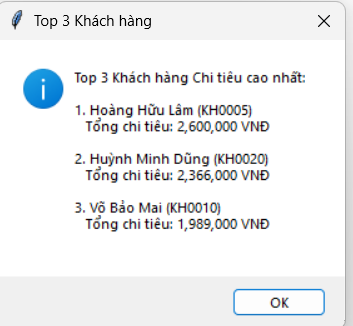 Top 3 Khách hàng
Top 3 Khách hàng Chi tiêu cao nhất:
1. Hoàng Hữu Lâm (KH0005)
Tổng chi tiêu: 2,600,000 VNĐ
2. Huỳnh Minh Dũng (KH0020)
Tổng chi tiêu: 2,366,000 VNĐ
3. Võ Bảo Mai (KH0010)
Tổng chi tiêu: 1,989,000 VNĐ
OK